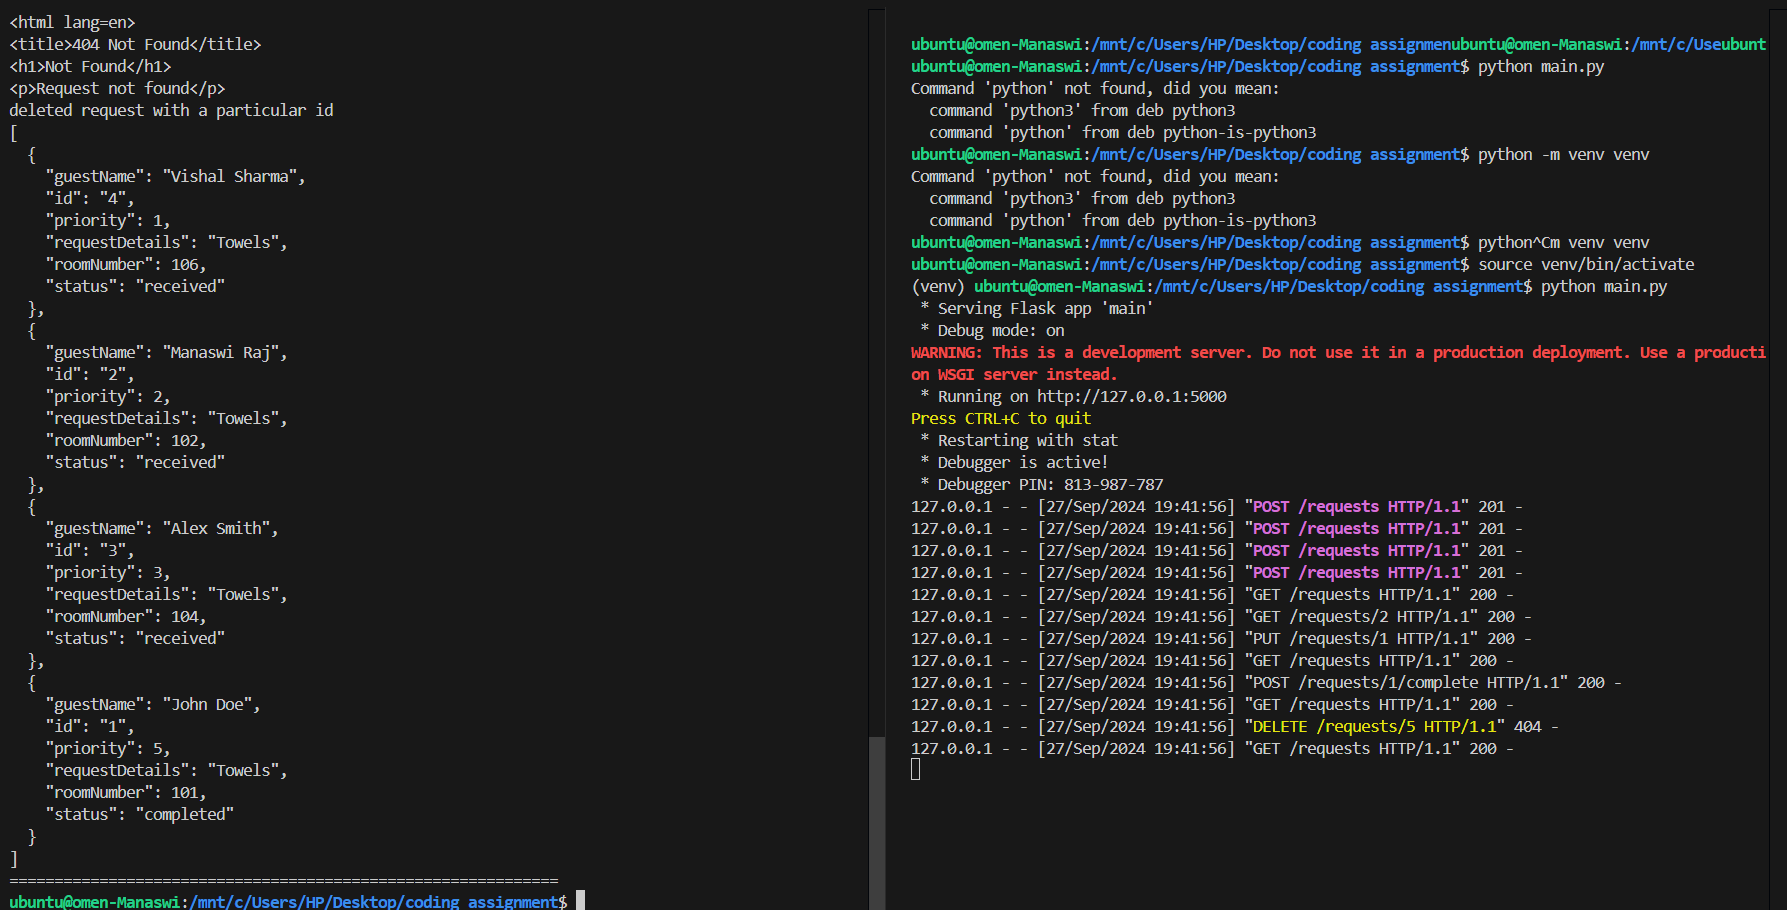 <html lang=en>
<title>404 Not Found</title>
<h1>Not Found</h1>
<p>Request not found</p>
deleted request with a particular id
[
  {
    "guestName": "Vishal Sharma",
    "id": "4",
    "priority": 1,
    "requestDetails": "Towels",
    "roomNumber": 106,
    "status": "received"
  },
  {
    "guestName": "Manaswi Raj",
    "id": "2",
    "priority": 2,
    "requestDetails": "Towels",
    "roomNumber": 102,
    "status": "received"
  },
  {
    "guestName": "Alex Smith",
    "id": "3",
    "priority": 3,
    "requestDetails": "Towels",
    "roomNumber": 104,
    "status": "received"
  },
  {
    "guestName": "John Doe",
    "id": "1",
    "priority": 5,
    "requestDetails": "Towels",
    "roomNumber": 101,
    "status": "completed"
  }
]
=============================================================
ubuntu@omen-Manaswi:/mnt/c/Users/HP/Desktop/coding assignment$
ubuntu@omen-Manaswi:/mnt/c/Users/HP/Desktop/coding assignmenubuntu@omen-Manaswi:/mnt/c/Useubunt
ubuntu@omen-Manaswi:/mnt/c/Users/HP/Desktop/coding assignment$ python main.py
Command 'python' not found, did you mean:
  command 'python3' from deb python3
  command 'python' from deb python-is-python3
ubuntu@omen-Manaswi:/mnt/c/Users/HP/Desktop/coding assignment$ python -m venv venv
Command 'python' not found, did you mean:
  command 'python3' from deb python3
  command 'python' from deb python-is-python3
ubuntu@omen-Manaswi:/mnt/c/Users/HP/Desktop/coding assignment$ python^Cm venv venv
ubuntu@omen-Manaswi:/mnt/c/Users/HP/Desktop/coding assignment$ source venv/bin/activate
(venv) ubuntu@omen-Manaswi:/mnt/c/Users/HP/Desktop/coding assignment$ python main.py
 * Serving Flask app 'main'
 * Debug mode: on
WARNING: This is a development server. Do not use it in a production deployment. Use a producti
on WSGI server instead.
 * Running on http://127.0.0.1:5000
Press CTRL+C to quit
 * Restarting with stat
 * Debugger is active!
 * Debugger PIN: 813-987-787
127.0.0.1 - - [27/Sep/2024 19:41:56] "POST /requests HTTP/1.1" 201 -
127.0.0.1 - - [27/Sep/2024 19:41:56] "POST /requests HTTP/1.1" 201 -
127.0.0.1 - - [27/Sep/2024 19:41:56] "POST /requests HTTP/1.1" 201 -
127.0.0.1 - - [27/Sep/2024 19:41:56] "POST /requests HTTP/1.1" 201 -
127.0.0.1 - - [27/Sep/2024 19:41:56] "GET /requests HTTP/1.1" 200 -
127.0.0.1 - - [27/Sep/2024 19:41:56] "GET /requests/2 HTTP/1.1" 200 -
127.0.0.1 - - [27/Sep/2024 19:41:56] "PUT /requests/1 HTTP/1.1" 200 -
127.0.0.1 - - [27/Sep/2024 19:41:56] "GET /requests HTTP/1.1" 200 -
127.0.0.1 - - [27/Sep/2024 19:41:56] "POST /requests/1/complete HTTP/1.1" 200 -
127.0.0.1 - - [27/Sep/2024 19:41:56] "GET /requests HTTP/1.1" 200 -
127.0.0.1 - - [27/Sep/2024 19:41:56] "DELETE /requests/5 HTTP/1.1" 404 -
127.0.0.1 - - [27/Sep/2024 19:41:56] "GET /requests HTTP/1.1" 200 -